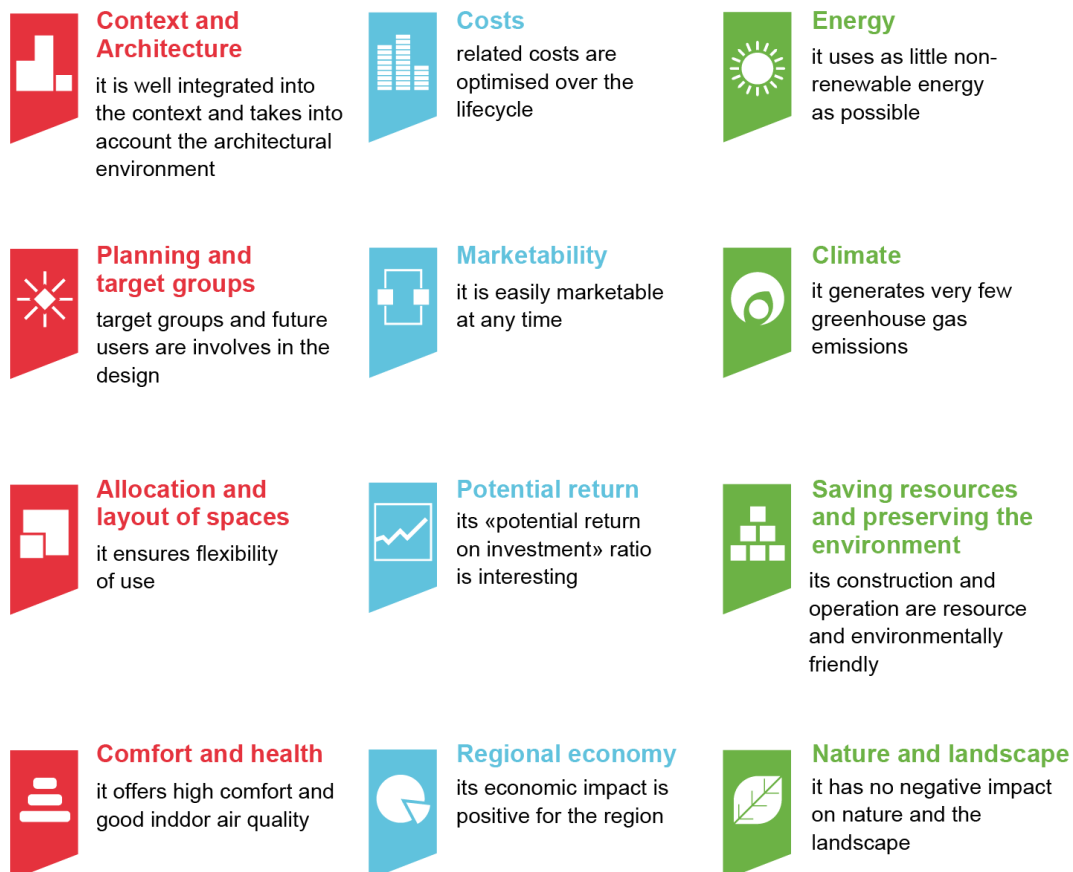 Context and
Architecture
it is well integrated into
the context and takes into
account the architectural
environment
Costs
related costs are
optimised over the
lifecycle
Energy
it uses as little non-
renewable energy
as possible
Planning and
target groups
target groups and future
users are involves in the
design
Marketability
it is easily marketable
at any time
Climate
it generates very few
greenhouse gas
emissions
Allocation and
layout of spaces
it ensures flexibility
of use
Potential return
its «potential return
on investment» ratio
is interesting
Saving resources
and preserving the
environment
its construction and
operation are resource
and environmentally
friendly
Comfort and health
it offers high comfort and
good inddor air quality
Regional economy
its economic impact is
positive for the region
Nature and landscape
it has no negative impact
on nature and the
landscape